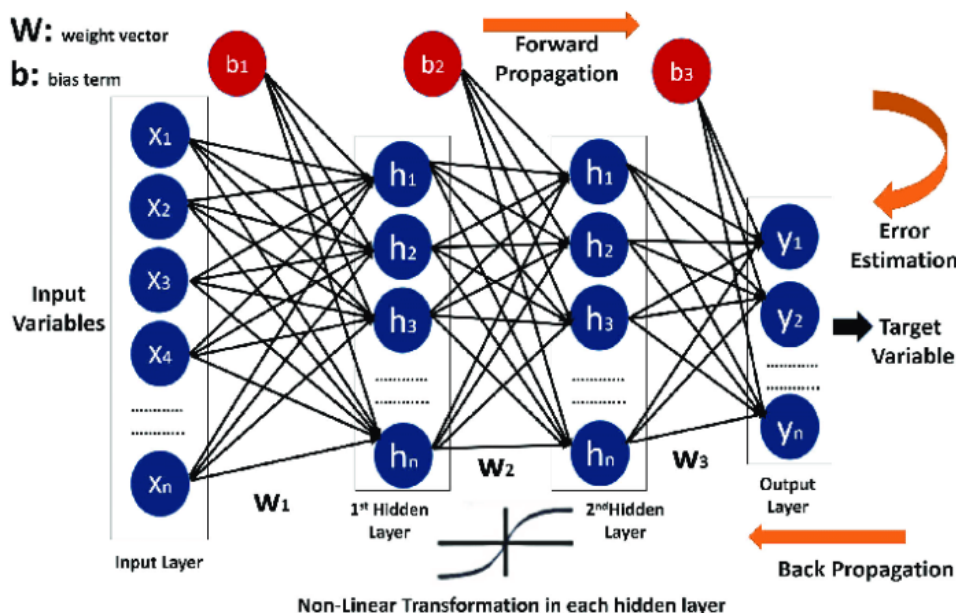 W: weight vector
b: bias term
b1
b2
b3
Forward
Propagation
x1
x2
x3
x4
............
............
xn
h1
h2
h3
............
............
hn
h1
h2
h3
............
............
hn
y1
y2
............
............
yn
Input
Variables
Error
Estimation
Target
Variable
W1
W2
W3
Input Layer
1st Hidden
Layer
2ndHidden
Layer
Output
Layer
Back Propagation
Non-Linear Transformation in each hidden layer